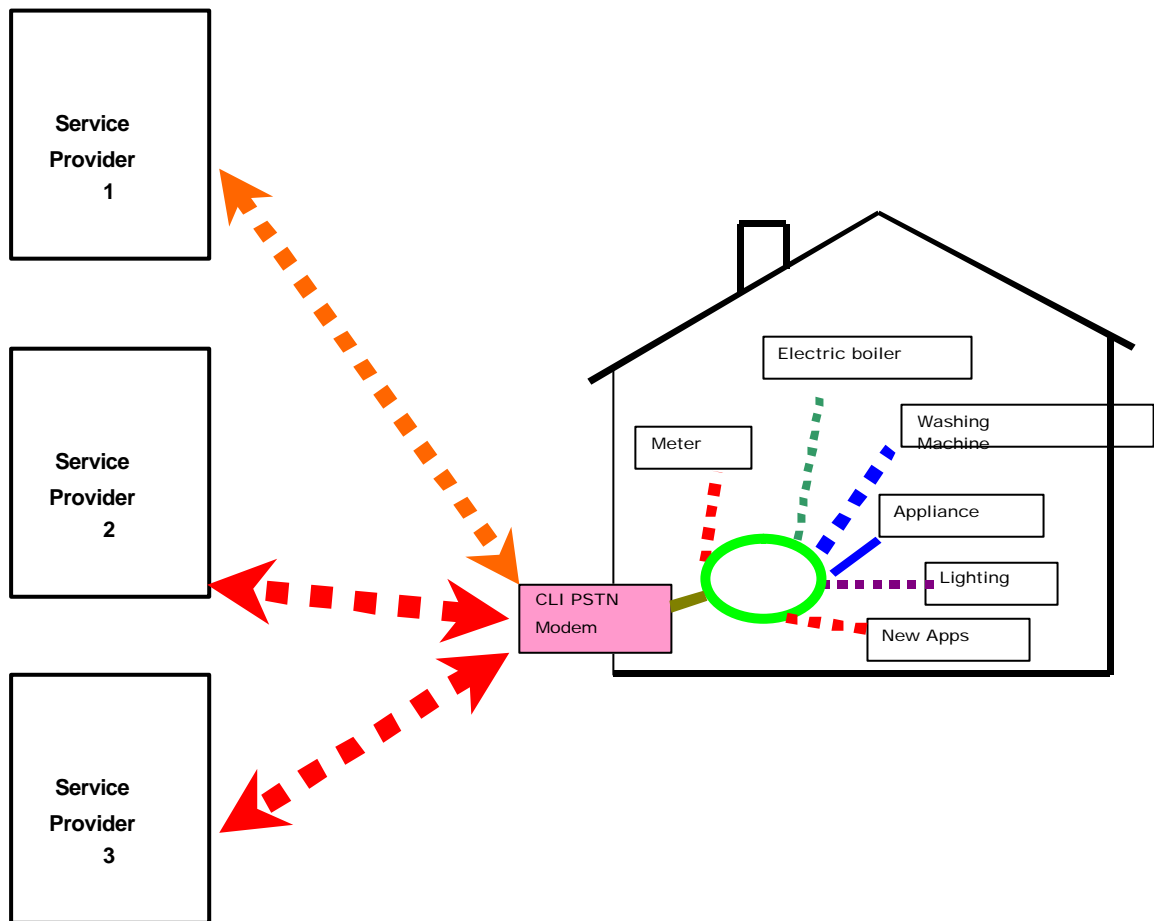 Service
Provider
1
Service
Provider
2
Service
Provider
3
CLI PSTN
Modem
Electric boiler
Meter
Washing
Machine
Appliance
Lighting
New Apps